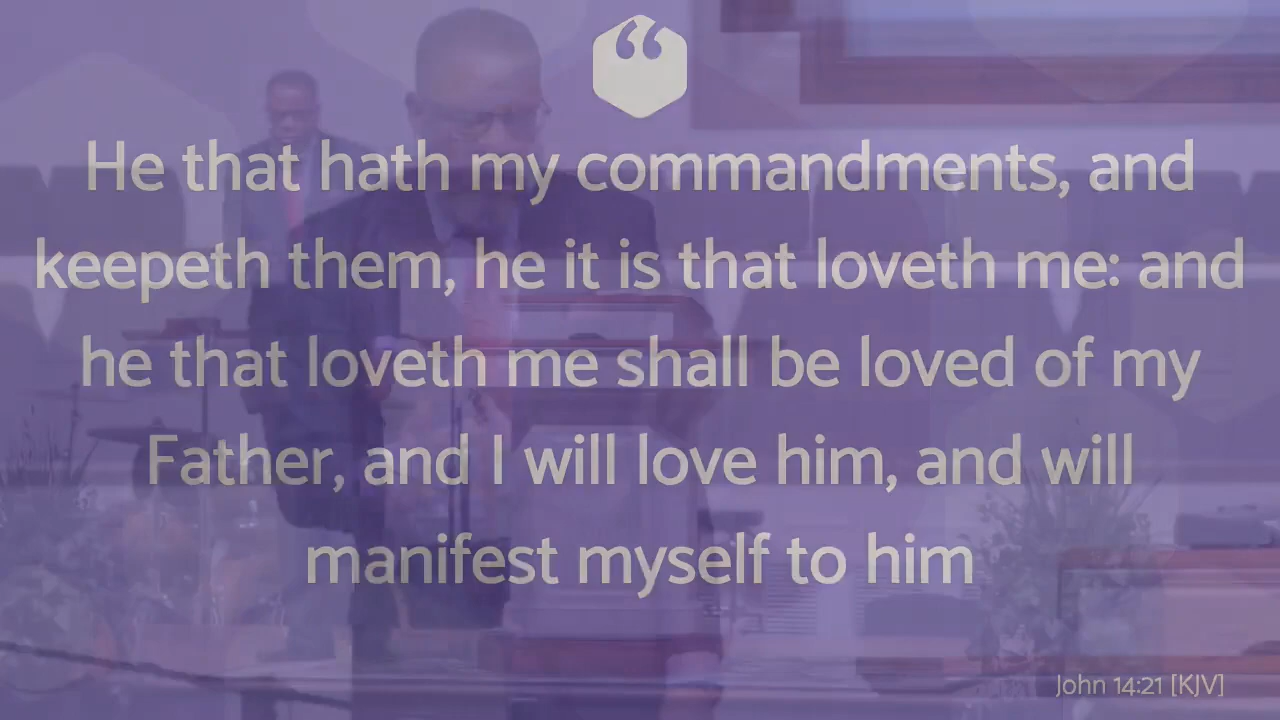 He that hath my commandments, and
keepeth them, he it is that loveth me: and
he that loveth me shall be loved of my
Father, and I will love him, and will
manifest myself to him
John 14:21 [KJV]